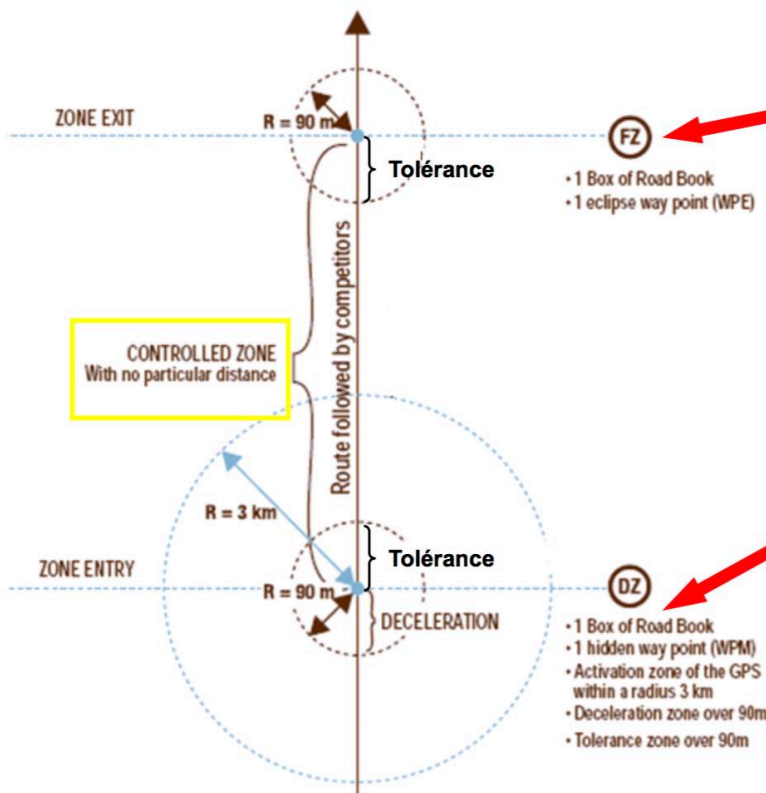 ZONE EXIT
R = 90 m
FZ
Tolérance
• 1 Box of Road Book
• 1 eclipse way point (WPE)
Route followed by competitors
CONTROLLED ZONE
With no particular distance
R = 3 km
Tolérance
ZONE ENTRY
R = 90 m
DZ
DECELERATION
• 1 Box of Road Book
• 1 hidden way point (WPM)
• Activation zone of the GPS
within a radius 3 km
• Deceleration zone over 90m
• Tolerance zone over 90m